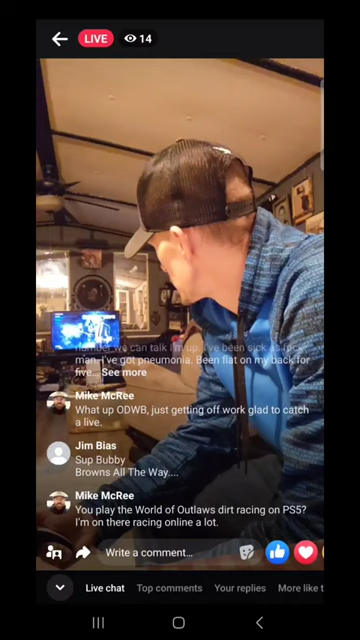 LIVE
14
number we can talk I'm up. I've been sick as fuck
man. I've got pneumonia. Been flat on my back for
five... See more
Mike McRee
What up ODWB, just getting off work glad to catch
a live.
Jim Bias
Sup Bubby
Browns All The Way....
Mike McRee
You play the World of Outlaws dirt racing on PS5?
I'm on there racing online a lot.
Write a comment...
Live chat
Top comments
Your replies
More like t